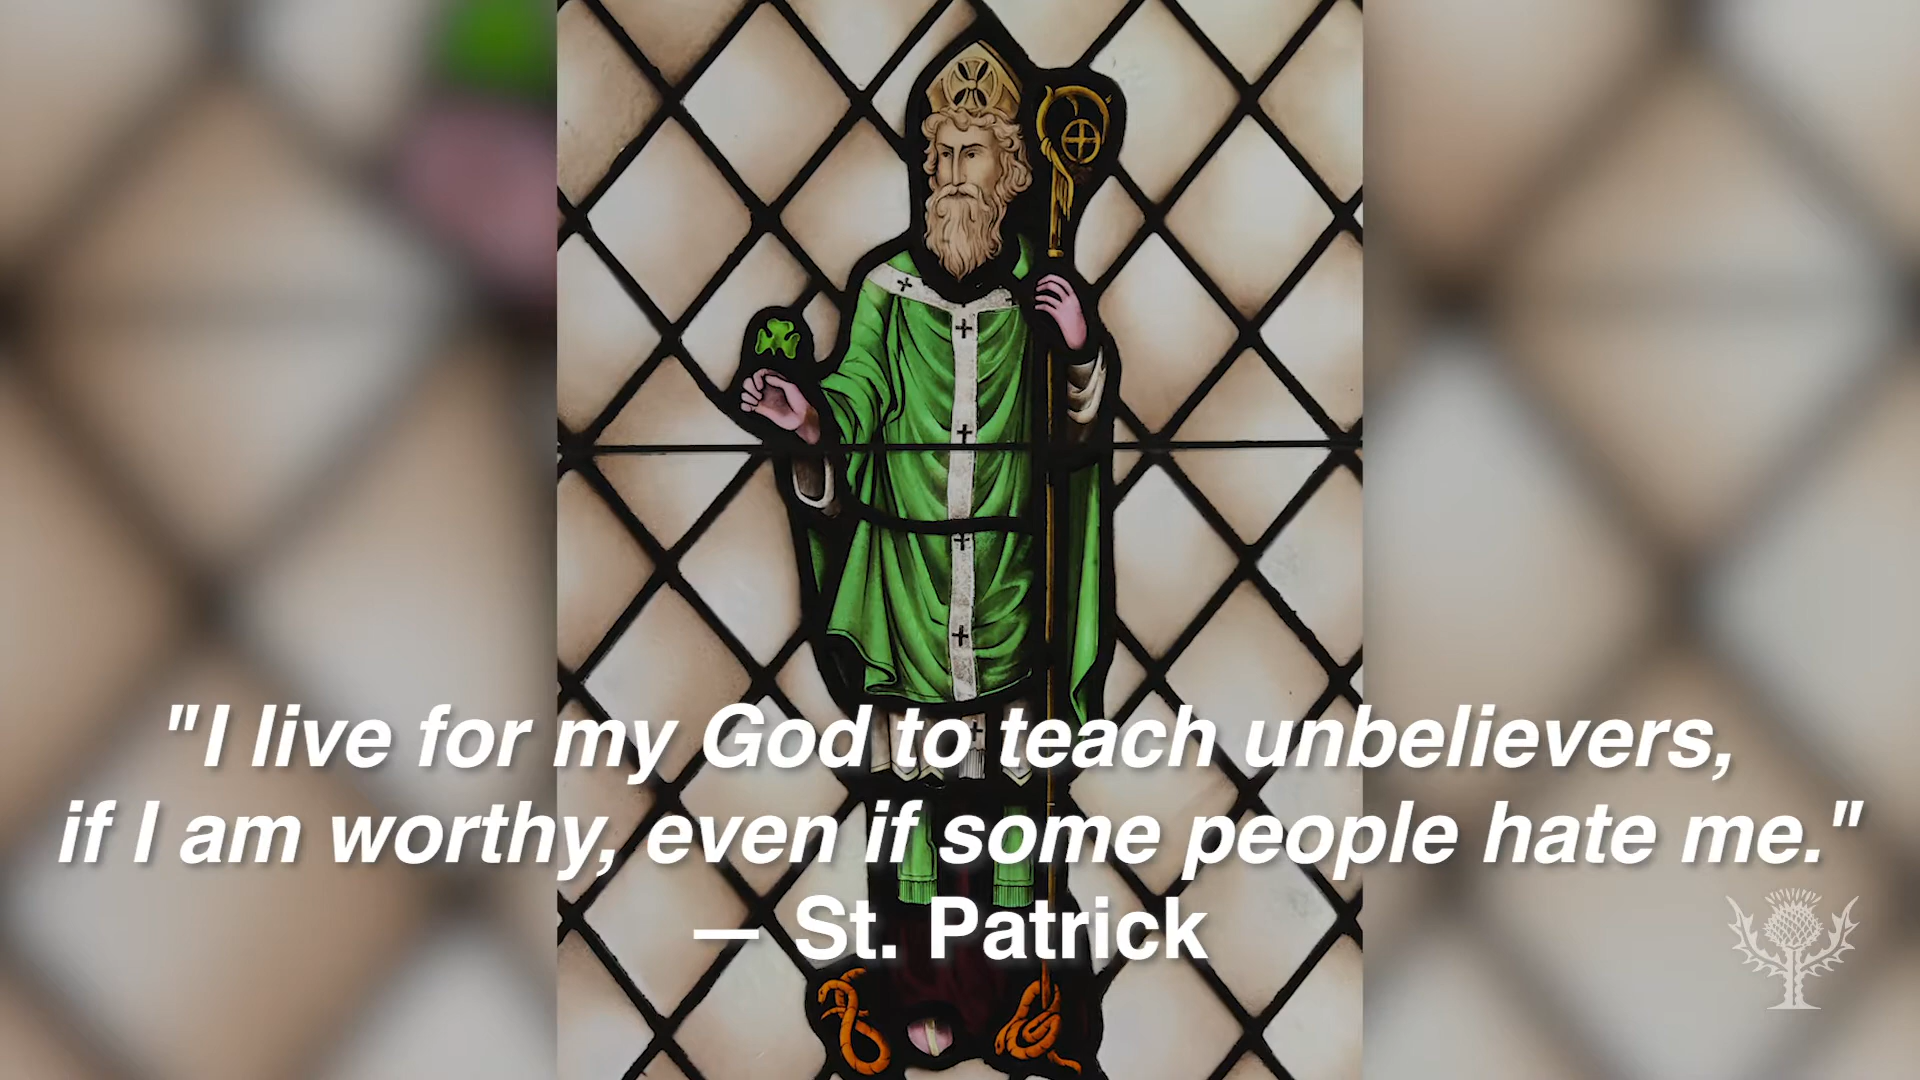 "I live for my God to teach unbelievers,
if I am worthy, even if some people hate me."
— St. Patrick